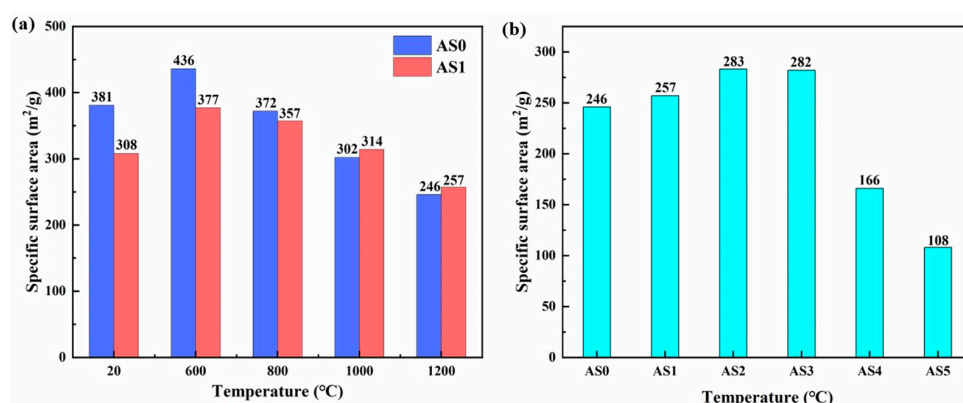 (a)
Specific surface area (m²/g)
500
400
300
200
100
0
AS0
AS1
381
308
436
377
372
357
302
314
246
257
20
600
800
1000
1200
Temperature (℃)
(b)
Specific surface area (m²/g)
300
250
200
150
100
50
0
246
257
283
282
166
108
AS0
AS1
AS2
AS3
AS4
AS5
Temperature (℃)